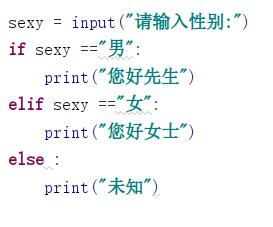 sexy = input("请输入性别:")
if sexy =="男":
    print("您好先生")
elif sexy =="女":
    print("您好女士")
else :
    print("未知")